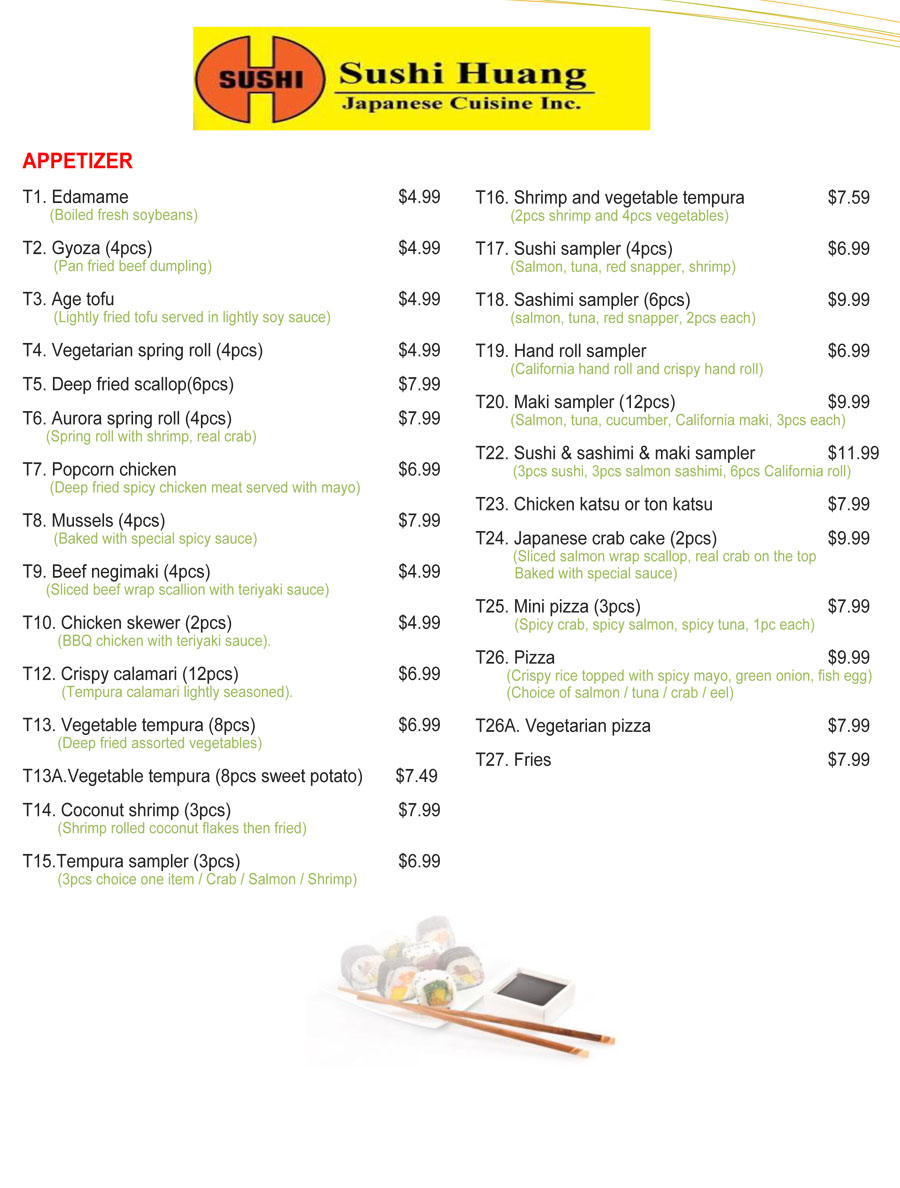 SUSHI
Sushi Huang
Japanese Cuisine Inc.
APPETIZER
T1. Edamame $4.99
(Boiled fresh soybeans)
T2. Gyoza (4pcs) $4.99
(Pan fried beef dumpling)
T3. Age tofu $4.99
(Lightly fried tofu served in lightly soy sauce)
T4. Vegetarian spring roll (4pcs) $4.99
T5. Deep fried scallop(6pcs) $7.99
T6. Aurora spring roll (4pcs) $7.99
(Spring roll with shrimp, real crab)
T7. Popcorn chicken $6.99
(Deep fried spicy chicken meat served with mayo)
T8. Mussels (4pcs) $7.99
(Baked with special spicy sauce)
T9. Beef negimaki (4pcs) $4.99
(Sliced beef wrap scallion with teriyaki sauce)
T10. Chicken skewer (2pcs) $4.99
(BBQ chicken with teriyaki sauce).
T12. Crispy calamari (12pcs) $6.99
(Tempura calamari lightly seasoned).
T13. Vegetable tempura (8pcs) $6.99
(Deep fried assorted vegetables)
T13A.Vegetable tempura (8pcs sweet potato) $7.49
T14. Coconut shrimp (3pcs) $7.99
(Shrimp rolled coconut flakes then fried)
T15.Tempura sampler (3pcs) $6.99
(3pcs choice one item / Crab / Salmon / Shrimp)
T16. Shrimp and vegetable tempura $7.59
(2pcs shrimp and 4pcs vegetables)
T17. Sushi sampler (4pcs) $6.99
(Salmon, tuna, red snapper, shrimp)
T18. Sashimi sampler (6pcs) $9.99
(salmon, tuna, red snapper, 2pcs each)
T19. Hand roll sampler $6.99
(California hand roll and crispy hand roll)
T20. Maki sampler (12pcs) $9.99
(Salmon, tuna, cucumber, California maki, 3pcs each)
T22. Sushi & sashimi & maki sampler $11.99
(3pcs sushi, 3pcs salmon sashimi, 6pcs California roll)
T23. Chicken katsu or ton katsu $7.99
T24. Japanese crab cake (2pcs) $9.99
(Sliced salmon wrap scallop, real crab on the top
Baked with special sauce)
T25. Mini pizza (3pcs) $7.99
(Spicy crab, spicy salmon, spicy tuna, 1pc each)
T26. Pizza $9.99
(Crispy rice topped with spicy mayo, green onion, fish egg)
(Choice of salmon / tuna / crab / eel)
T26A. Vegetarian pizza $7.99
T27. Fries $7.99